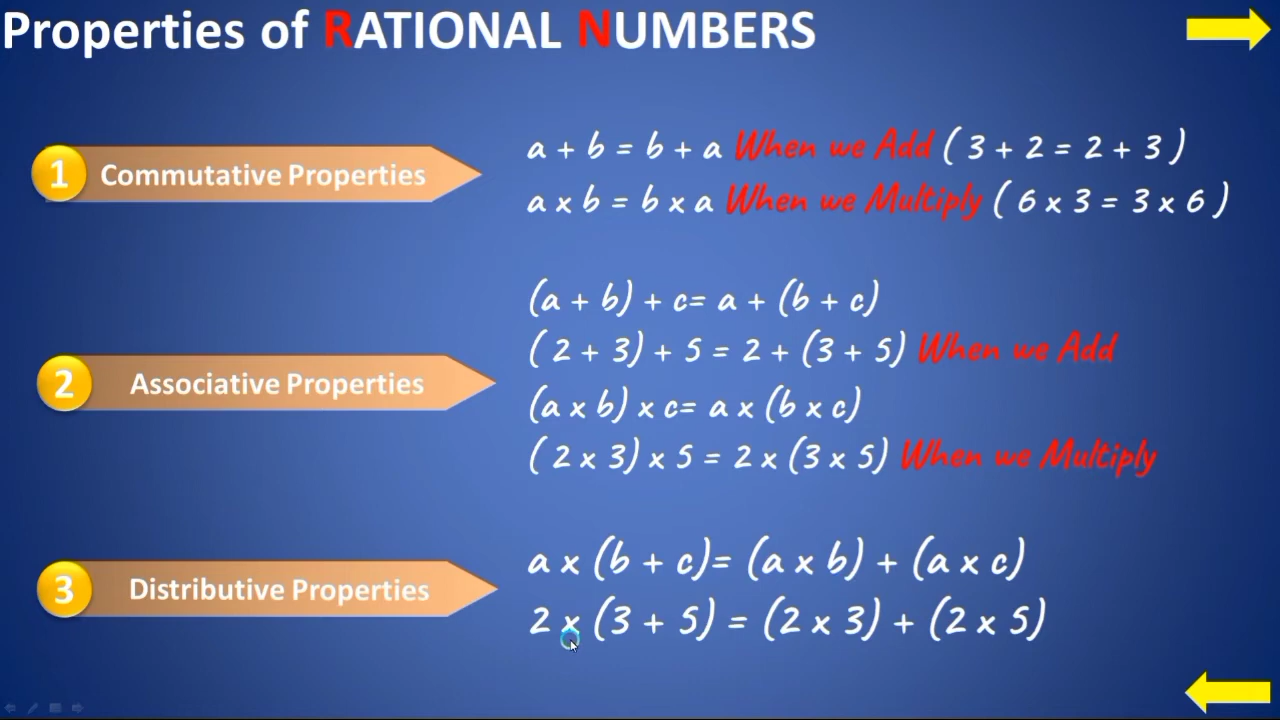 Properties of RATIONAL NUMBERS
1 Commutative Properties
a + b = b + a When we Add ( 3 + 2 = 2 + 3 )
a x b = b x a When we Multiply ( 6 x 3 = 3 x 6 )
2 Associative Properties
(a + b) + c= a + (b + c)
( 2 + 3) + 5 = 2 + (3 + 5) When we Add
(a x b) x c= a x (b x c)
( 2 x 3) x 5 = 2 x (3 x 5) When we Multiply
3 Distributive Properties
a x (b + c)= (a x b) + (a x c)
2 x (3 + 5) = (2 x 3) + (2 x 5)